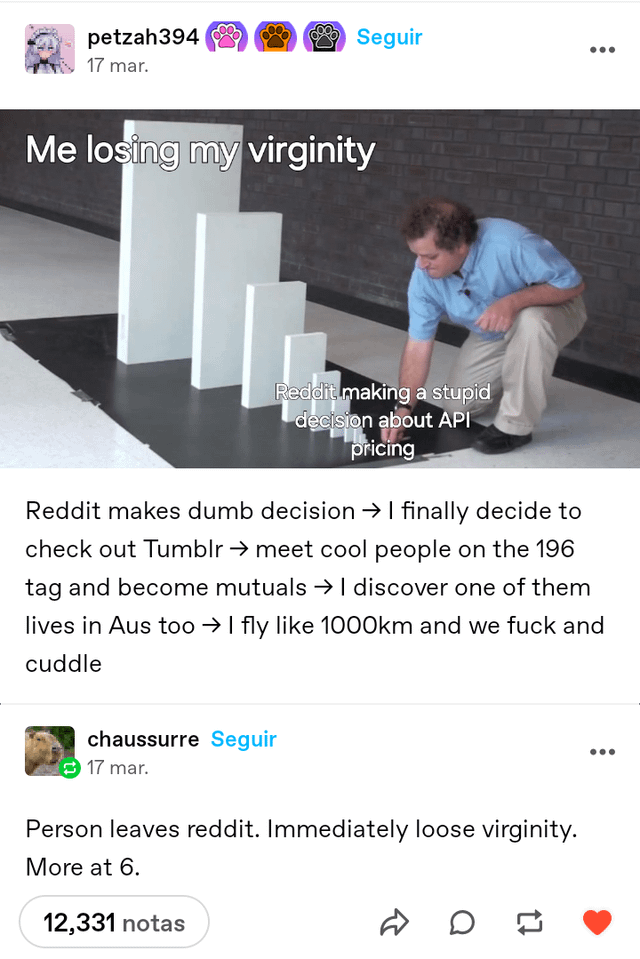 petzah394 Seguir
17 mar.
Me losing my virginity
Reddit making a stupid
decision about API
pricing
Reddit makes dumb decision → I finally decide to
check out Tumblr → meet cool people on the 196
tag and become mutuals → I discover one of them
lives in Aus too → I fly like 1000km and we fuck and
cuddle
chaussurre Seguir
17 mar.
Person leaves reddit. Immediately loose virginity.
More at 6.
12,331 notas